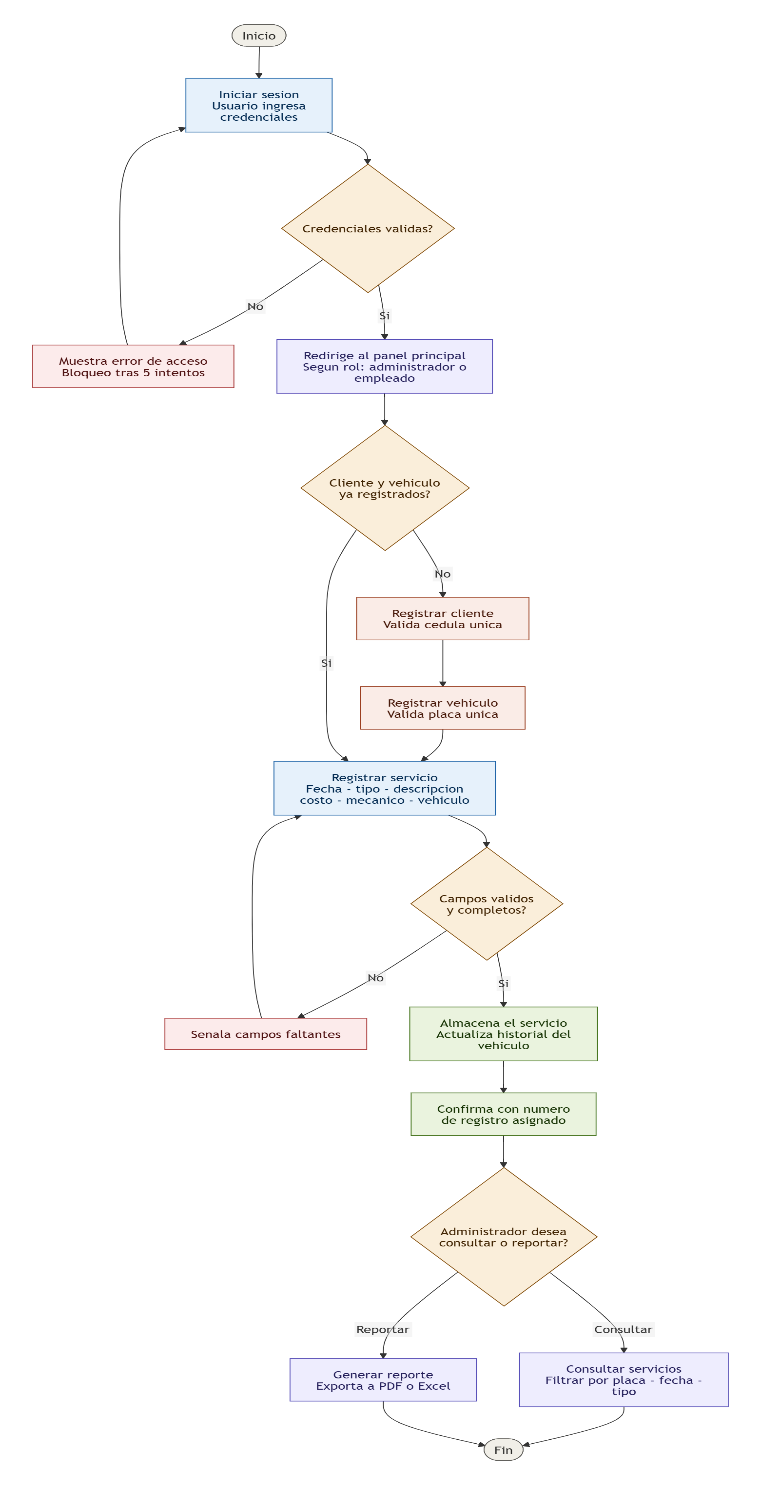 Inicio
Iniciar sesion
Usuario ingresa
credenciales
Credenciales validas?
No
Si
Muestra error de acceso
Bloqueo tras 5 intentos
Redirige al panel principal
Segun rol: administrador o
empleado
Cliente y vehiculo
ya registrados?
No
Registrar cliente
Valida cedula unica
Si
Registrar vehiculo
Valida placa unica
Registrar servicio
Fecha - tipo - descripcion
costo - mecanico - vehiculo
Campos validos
y completos?
No
Si
Senala campos faltantes
Almacena el servicio
Actualiza historial del
vehiculo
Confirma con numero
de registro asignado
Administrador desea
consultar o reportar?
Reportar
Consultar
Generar reporte
Exporta a PDF o Excel
Consultar servicios
Filtrar por placa - fecha -
tipo
Fin